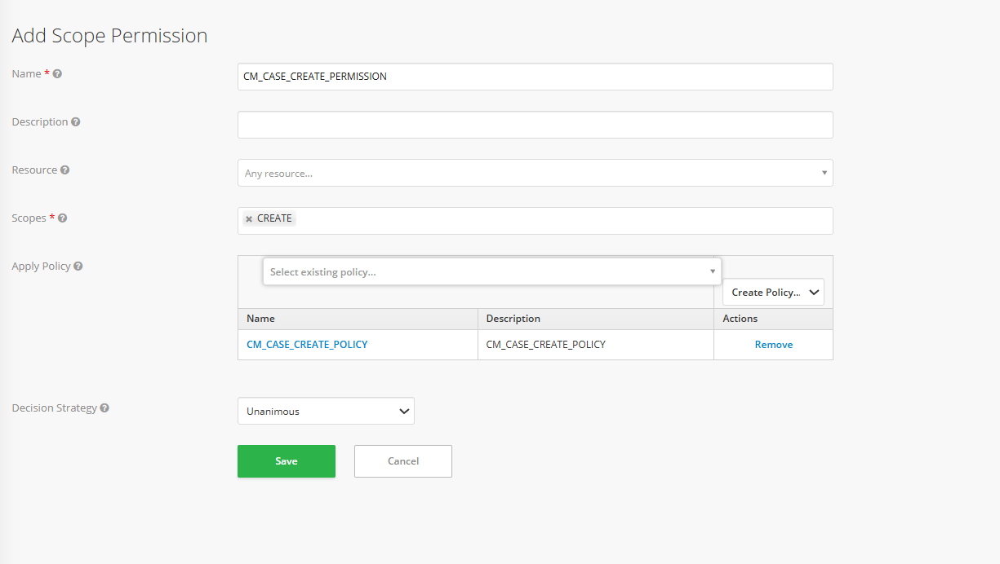 Add Scope Permission
Name *
CM_CASE_CREATE_PERMISSION
Description
Resource
Any resource...
Scopes *
CREATE
Apply Policy
Select existing policy...
Create Policy...
Name Description Actions
CM_CASE_CREATE_POLICY CM_CASE_CREATE_POLICY Remove
Decision Strategy
Unanimous
Save Cancel